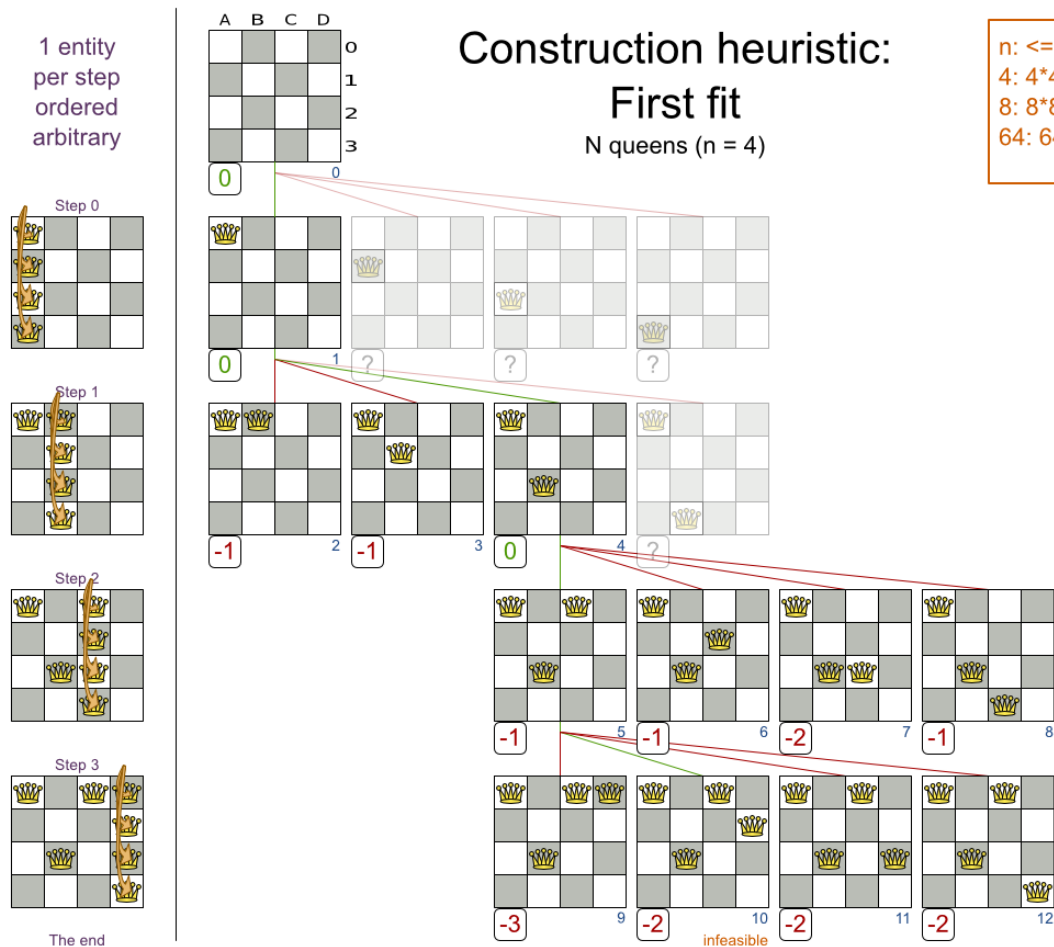 A B C D
0
1
2
3
1 entity
per step
ordered
arbitrary
Construction heuristic:
First fit
N queens (n = 4)
n: <=
4: 4*4
8: 8*8
64: 64
0
0
Step 0
0
1
?
?
?
Step 1
-1
2
-1
3
0
4
?
Step 2
-1
5
-1
6
-2
7
-1
8
Step 3
-3
9
-2
10
-2
11
-2
12
The end
infeasible